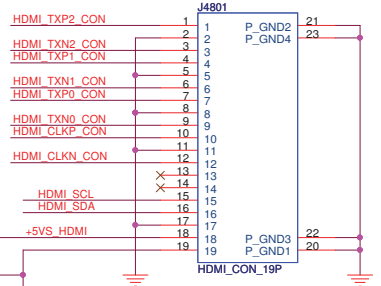 J4801
HDMI_TXP2_CON 1 1 P_GND2 21
2 2 P_GND4 23
HDMI_TXN2_CON 3 3
HDMI_TXP1_CON 4 4
5 5
HDMI_TXN1_CON 6 6
HDMI_TXP0_CON 7 7
8 8
HDMI_TXN0_CON 9 9
HDMI_CLKP_CON 10 10
11 11
HDMI_CLKN_CON 12 12
13 13
14 14
HDMI_SCL 15 15
HDMI_SDA 16 16
17 17
+5VS_HDMI 18 18 P_GND3 22
19 19 P_GND1 20
HDMI_CON_19P